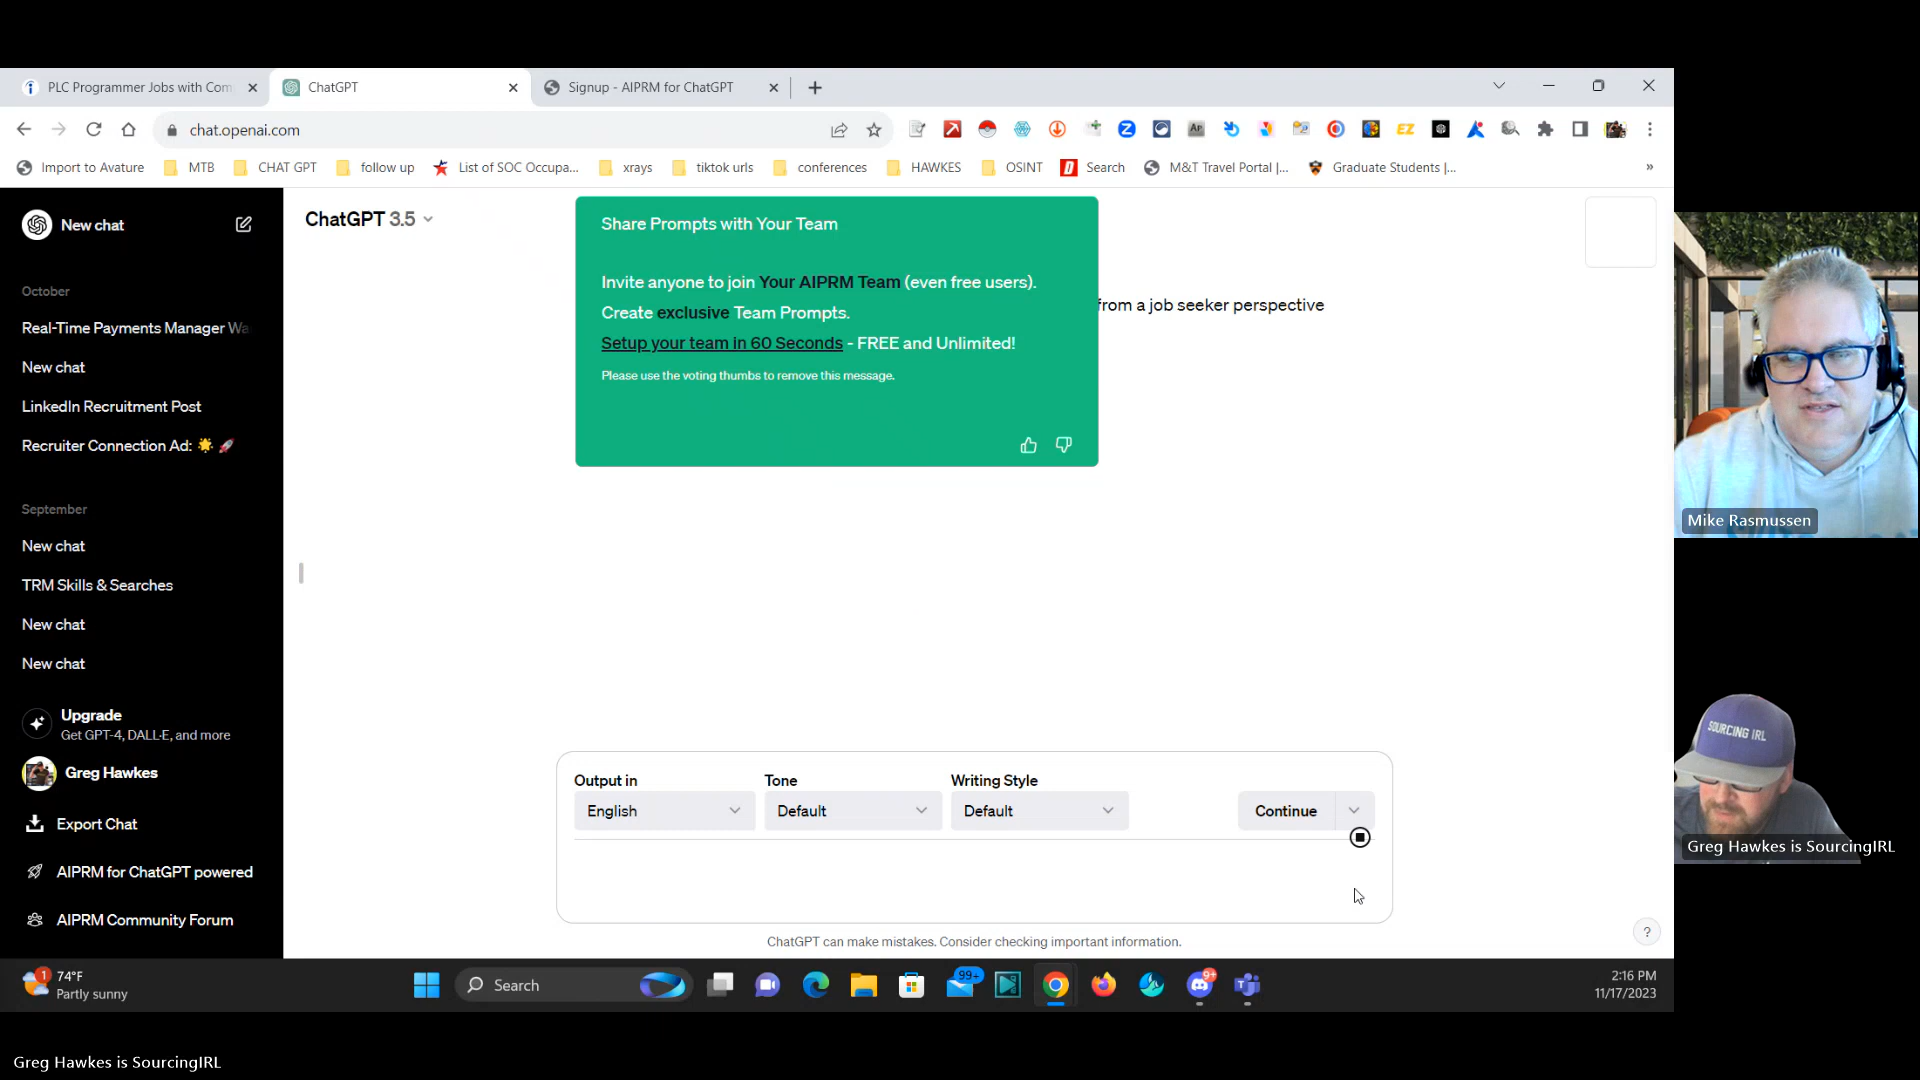 PLC Programmer Jobs with Com
ChatGPT
Signup - AIPRM for ChatGPT
chat.openai.com
Import to Avature
MTB
CHAT GPT
follow up
List of SOC Occupa...
xrays
tiktok urls
conferences
HAWKES
OSINT
Search
M&T Travel Portal |...
Graduate Students |...
»
New chat
October
Real-Time Payments Manager Wa
New chat
LinkedIn Recruitment Post
Recruiter Connection Ad: 🌟 🚀
September
New chat
TRM Skills & Searches
New chat
New chat
Upgrade
Get GPT-4, DALL·E, and more
Greg Hawkes
Export Chat
AIPRM for ChatGPT powered
AIPRM Community Forum
ChatGPT 3.5
Share Prompts with Your Team
Invite anyone to join Your AIPRM Team (even free users).
Create exclusive Team Prompts.
Setup your team in 60 Seconds - FREE and Unlimited!
Please use the voting thumbs to remove this message.
from a job seeker perspective
Output in
Tone
Writing Style
English
Default
Default
Continue
ChatGPT can make mistakes. Consider checking important information.
?
Mike Rasmussen
SOURCING IRL
Greg Hawkes is SourcingIRL
1
74°F
Partly sunny
Search
99+
9+
2:16 PM
11/17/2023
Greg Hawkes is SourcingIRL